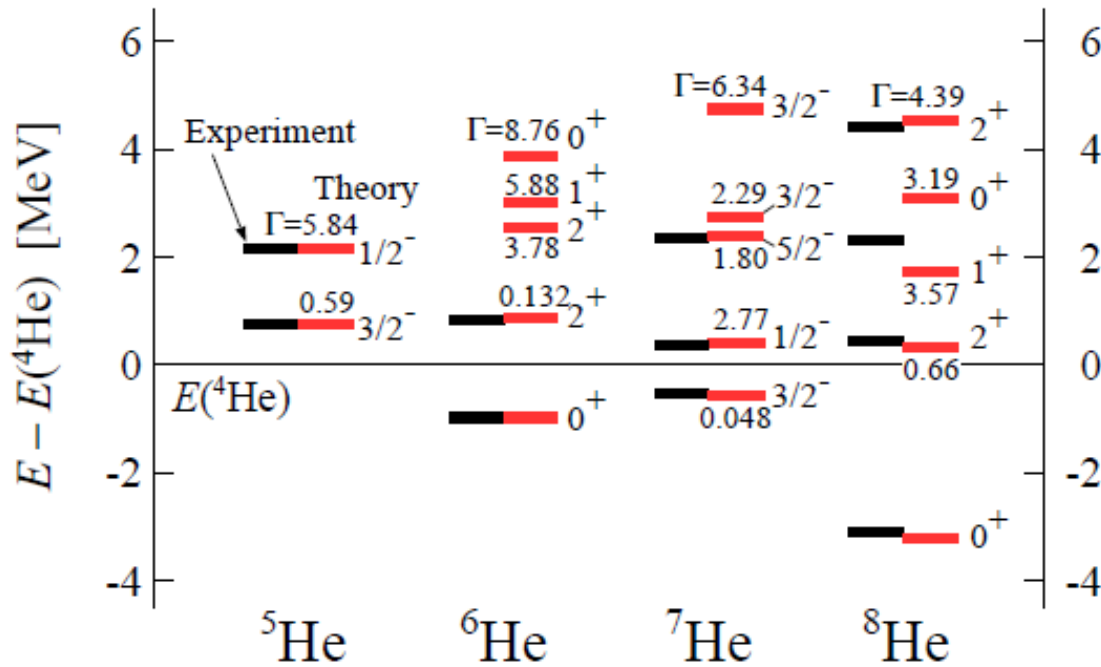 E – E(⁴He) [MeV]
6
4
2
0
-2
-4
Experiment
Theory
Γ=5.84
1/2⁻
0.59
3/2⁻
E(⁴He)
⁵He
Γ=8.76 0⁺
5.88 1⁺
2⁺
3.78
0.132 2⁺
0⁺
⁶He
Γ=6.34 3/2⁻
2.29 3/2⁻
5/2⁻
1.80
2.77 1/2⁻
3/2⁻
0.048
⁷He
Γ=4.39 2⁺
3.19 0⁺
1⁺
3.57
2⁺
0.66
0⁺
⁸He
6
4
2
0
-2
-4